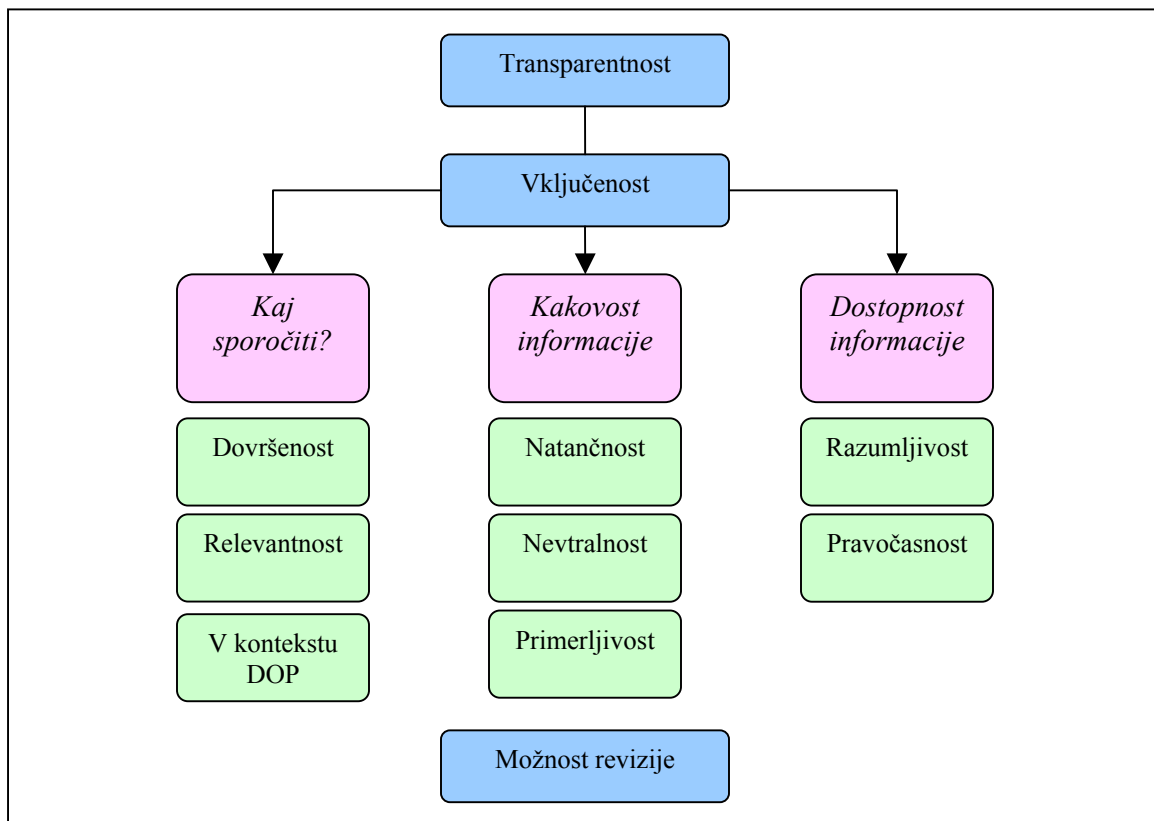 Transparentnost
Vključenost
Kaj
sporočiti?
Kakovost
informacije
Dostopnost
informacije
Dovršenost
Natančnost
Razumljivost
Relevantnost
Nevtralnost
Pravočasnost
V kontekstu
DOP
Primerljivost
Možnost revizije